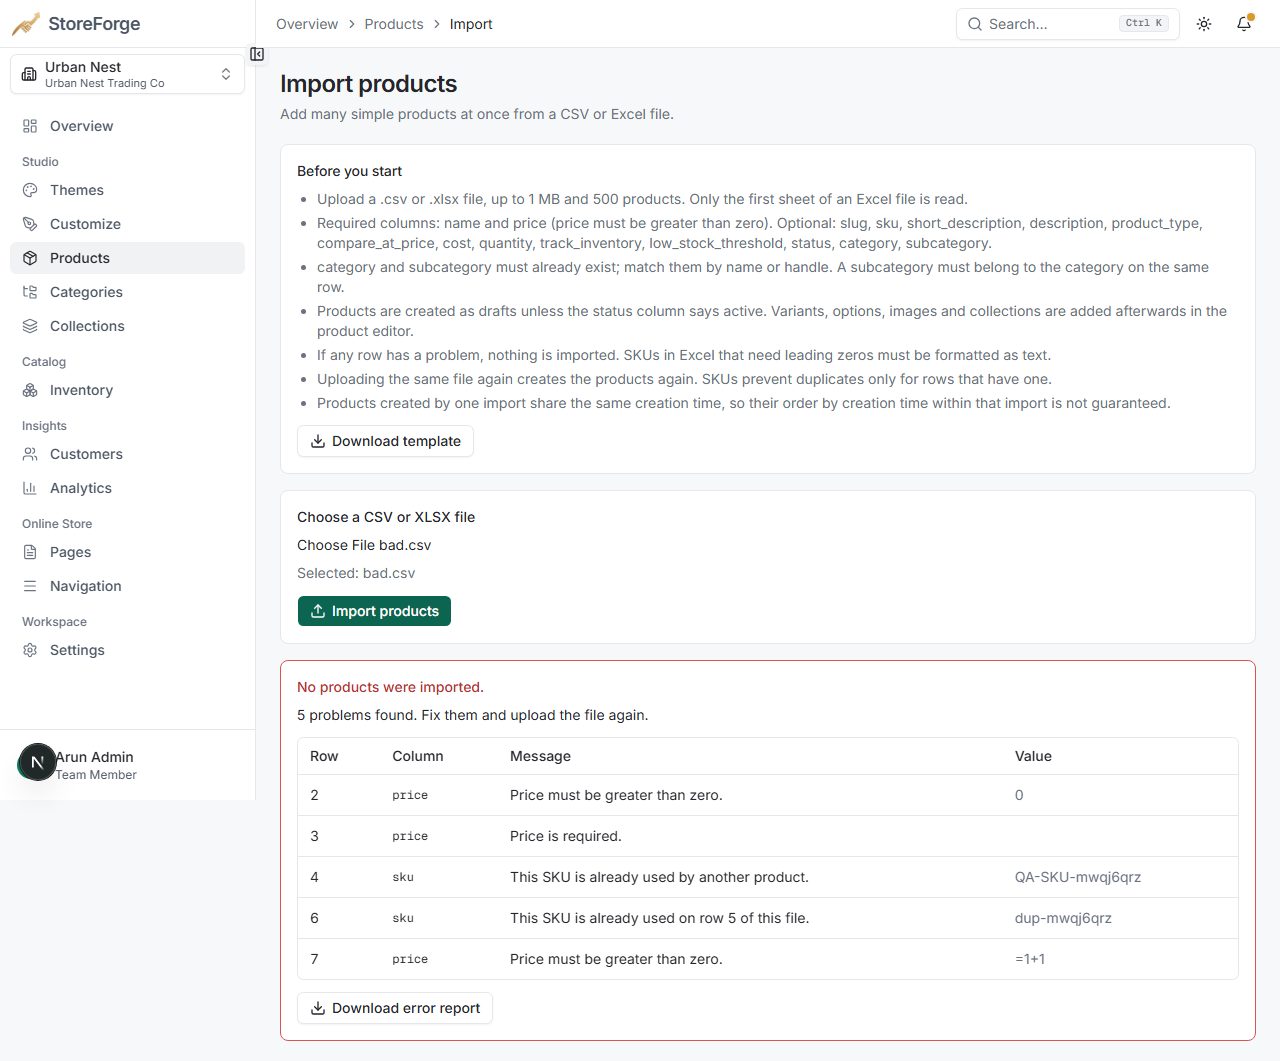 StoreForge
Overview > Products > Import
Search...
Ctrl K
Urban Nest
Urban Nest Trading Co
Overview
Studio
Themes
Customize
Products
Categories
Collections
Catalog
Inventory
Insights
Customers
Analytics
Online Store
Pages
Navigation
Workspace
Settings
N
Arun Admin
Team Member
Import products
Add many simple products at once from a CSV or Excel file.
Before you start
• Upload a .csv or .xlsx file, up to 1 MB and 500 products. Only the first sheet of an Excel file is read.
• Required columns: name and price (price must be greater than zero). Optional: slug, sku, short_description, description, product_type,
compare_at_price, cost, quantity, track_inventory, low_stock_threshold, status, category, subcategory.
• category and subcategory must already exist; match them by name or handle. A subcategory must belong to the category on the same
row.
• Products are created as drafts unless the status column says active. Variants, options, images and collections are added afterwards in the
product editor.
• If any row has a problem, nothing is imported. SKUs in Excel that need leading zeros must be formatted as text.
• Uploading the same file again creates the products again. SKUs prevent duplicates only for rows that have one.
• Products created by one import share the same creation time, so their order by creation time within that import is not guaranteed.
Download template
Choose a CSV or XLSX file
Choose File bad.csv
Selected: bad.csv
Import products
No products were imported.
5 problems found. Fix them and upload the file again.
Row Column Message Value
2 price Price must be greater than zero. 0
3 price Price is required.
4 sku This SKU is already used by another product. QA-SKU-mwqj6qrz
6 sku This SKU is already used on row 5 of this file. dup-mwqj6qrz
7 price Price must be greater than zero. =1+1
Download error report